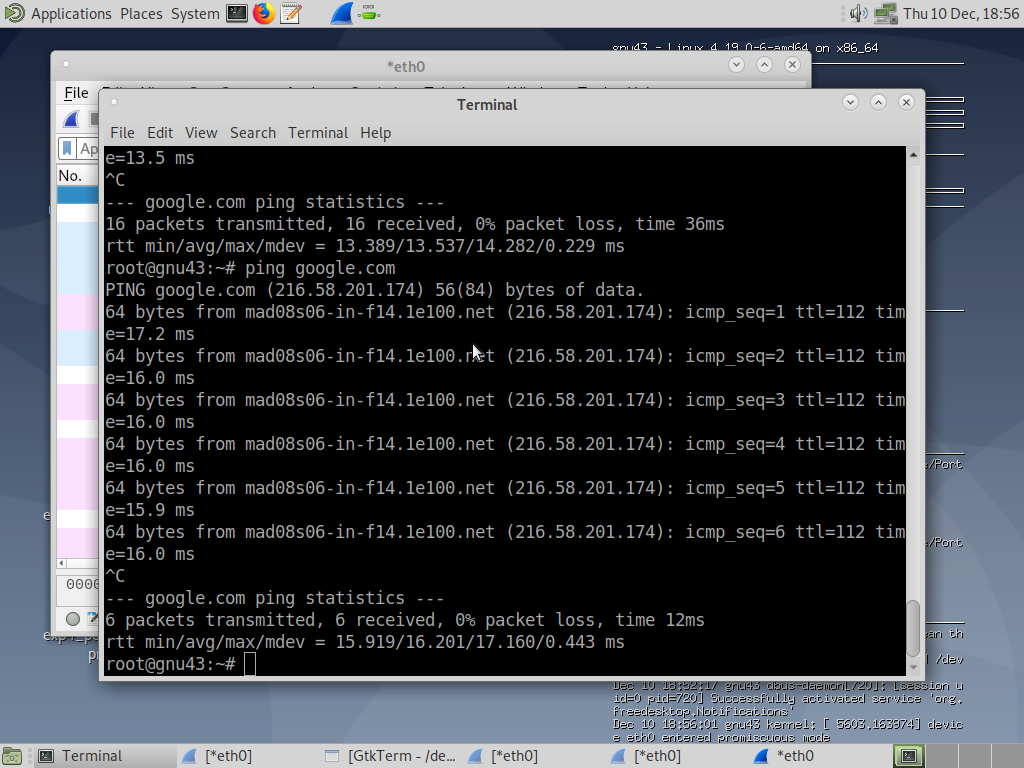 Applications Places System Thu 10 Dec, 18:56
gnu43 - Linux 4.19.0-6-amd64 on x86_64
*eth0
File
Terminal
File Edit View Search Terminal Help
Ap
No.
e=13.5 ms
^C
--- google.com ping statistics ---
16 packets transmitted, 16 received, 0% packet loss, time 36ms
rtt min/avg/max/mdev = 13.389/13.537/14.282/0.229 ms
root@gnu43:~# ping google.com
PING google.com (216.58.201.174) 56(84) bytes of data.
64 bytes from mad08s06-in-f14.1e100.net (216.58.201.174): icmp_seq=1 ttl=112 tim
e=17.2 ms
64 bytes from mad08s06-in-f14.1e100.net (216.58.201.174): icmp_seq=2 ttl=112 tim
e=16.0 ms
64 bytes from mad08s06-in-f14.1e100.net (216.58.201.174): icmp_seq=3 ttl=112 tim
e=16.0 ms
64 bytes from mad08s06-in-f14.1e100.net (216.58.201.174): icmp_seq=4 ttl=112 tim
e=16.0 ms
/Port
64 bytes from mad08s06-in-f14.1e100.net (216.58.201.174): icmp_seq=5 ttl=112 tim
e=15.9 ms
64 bytes from mad08s06-in-f14.1e100.net (216.58.201.174): icmp_seq=6 ttl=112 tim
/Port
e=16.0 ms
^C
0000
--- google.com ping statistics ---
6 packets transmitted, 6 received, 0% packet loss, time 12ms
rtt min/avg/max/mdev = 15.919/16.201/17.160/0.443 ms
root@gnu43:~#
ean th
/dev
Dec 10 18:52:17 gnu43 dbus-daemon[720]: [session u
id=0 pid=720] Successfully activated service 'org.
freedesktop.Notifications'
Dec 10 18:56:01 gnu43 kernel: [ 5603.163974] devic
e eth0 entered promiscuous mode
Terminal [*eth0] [GtkTerm - /de... [*eth0] [*eth0] *eth0